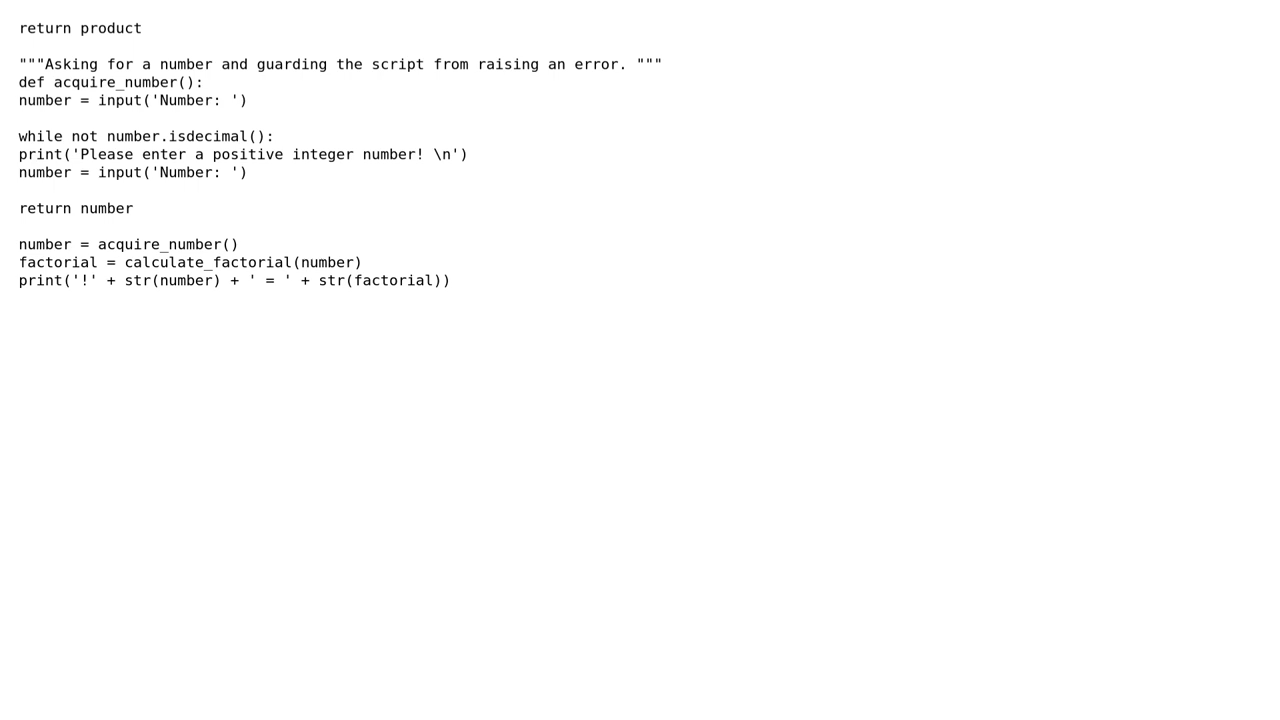 return product
"""Asking for a number and guarding the script from raising an error. """
def acquire_number():
number = input('Number: ')
while not number.isdecimal():
print('Please enter a positive integer number! \n')
number = input('Number: ')
return number
number = acquire_number()
factorial = calculate_factorial(number)
print('!' + str(number) + ' = ' + str(factorial))